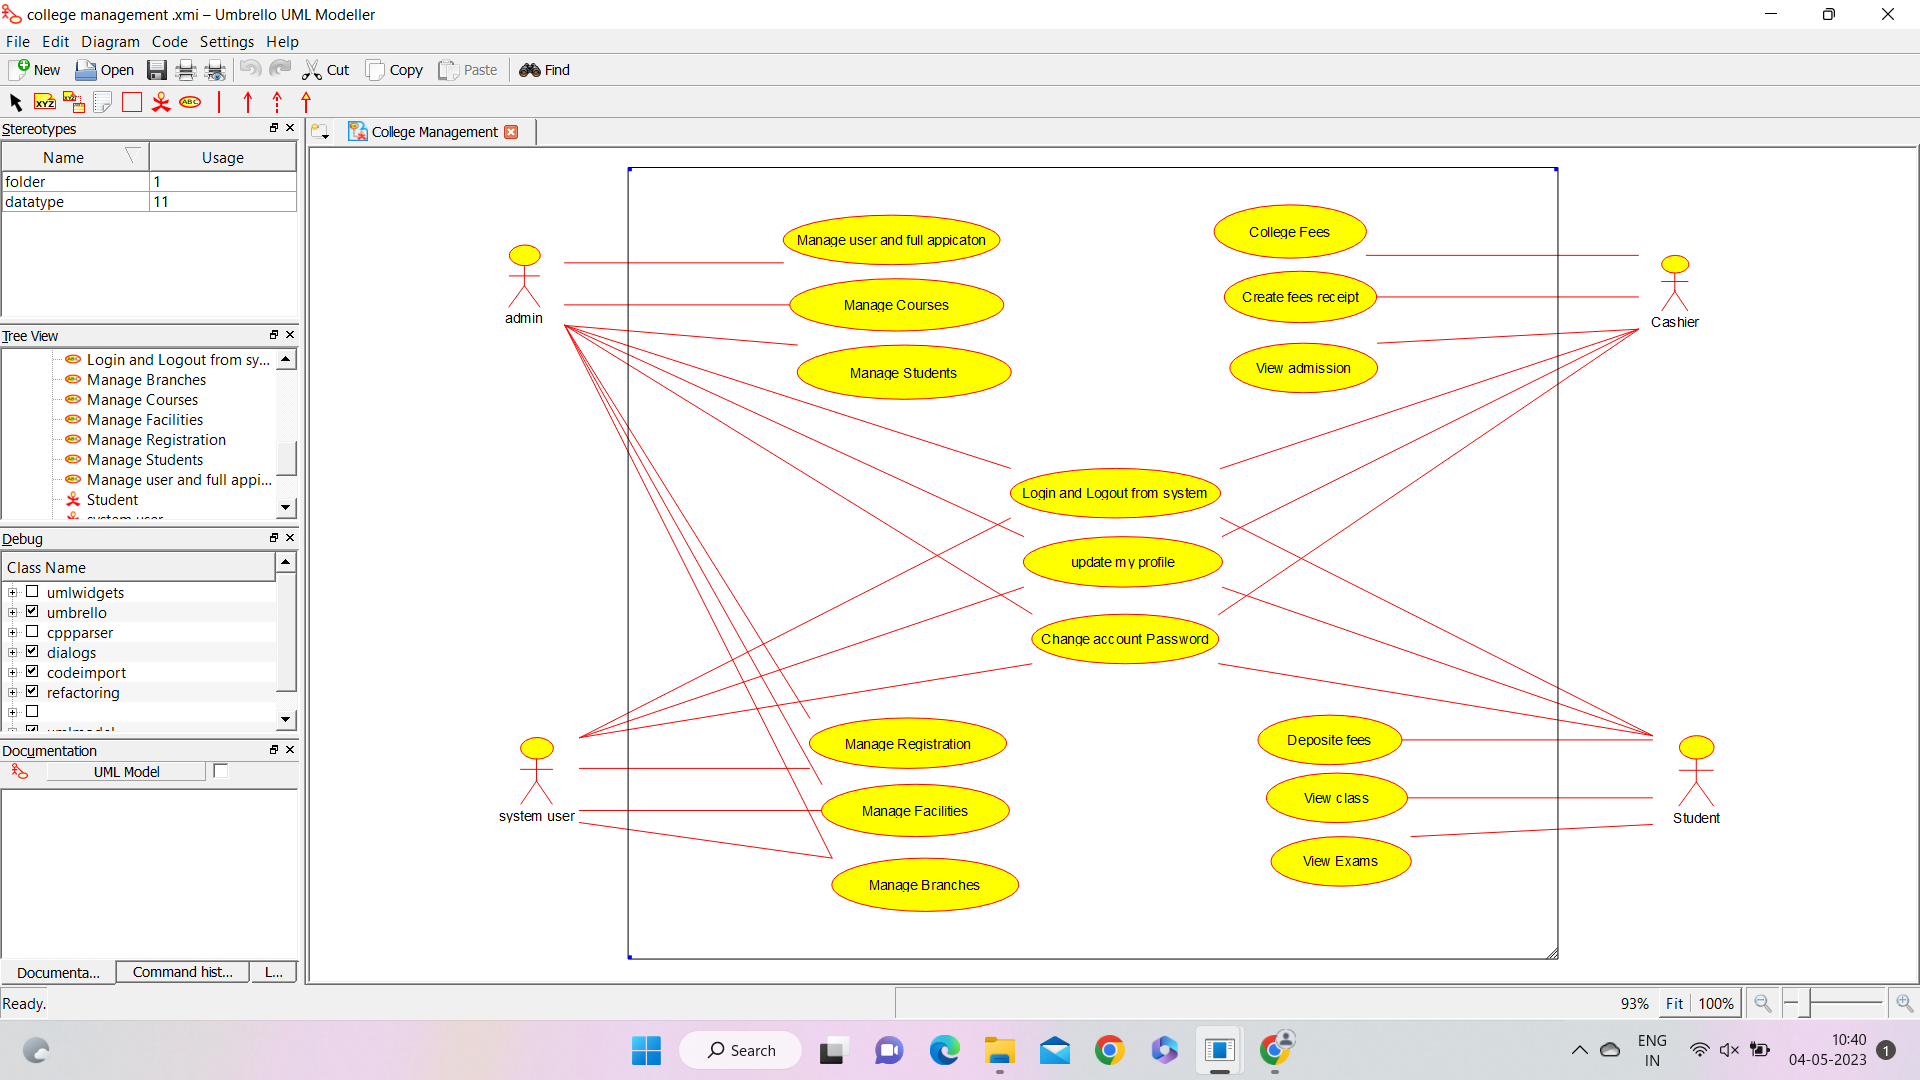 college management .xmi – Umbrello UML Modeller
File Edit Diagram Code Settings Help
New Open Cut Copy Paste Find
XYZ XYZ ABC
Stereotypes
Name Usage
folder 1
datatype 11
Tree View
Login and Logout from sy...
Manage Branches
Manage Courses
Manage Facilities
Manage Registration
Manage Students
Manage user and full appi...
Student
system user
Debug
Class Name
umlwidgets
umbrello
cppparser
dialogs
codeimport
refactoring
umlmodel
Documentation
UML Model
Documenta... Command hist... L...
College Management
Manage user and full appicaton
Manage Courses
Manage Students
College Fees
Create fees receipt
View admission
admin
Cashier
Login and Logout from system
update my profile
Change account Password
Manage Registration
Manage Facilities
Manage Branches
Deposite fees
View class
View Exams
system user
Student
Ready.
93% Fit 100%
Search
ENG
IN
10:40
04-05-2023
1